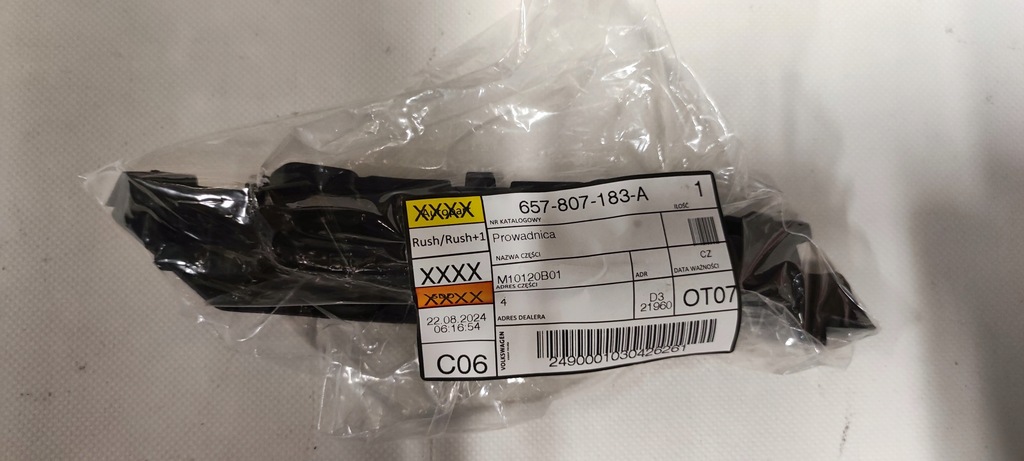 XXXX
657-807-183-A
1
NR KATALOGOWY
ILOŚĆ
Rush/Rush+1
Prowadnica
NAZWA CZĘŚCI
CZ
DATA WAŻNOŚCI
XXXX
M10120B01
ADRES CZĘŚCI
ADR
XXXX
4
ADRES DEALERA
D3
21960
OT07
22.08.2024
06:16:54
VOLKSWAGEN
2490001030426261
C06